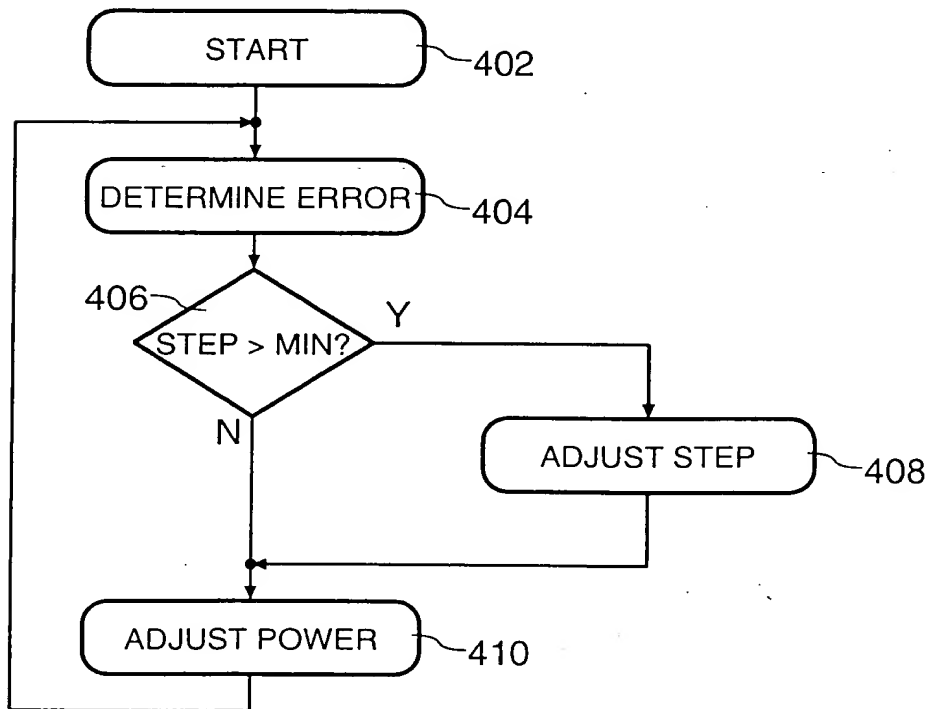 START
402
DETERMINE ERROR
404
406
STEP > MIN?
Y
N
ADJUST STEP
408
ADJUST POWER
410